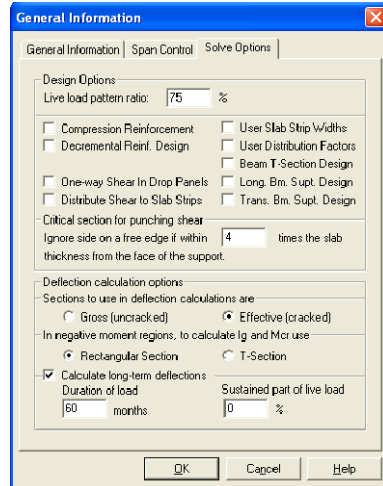 General Information
General Information Span Control Solve Options
Design Options
Live load pattern ratio: 75 %
Compression Reinforcement User Slab Strip Widths
Decremental Reinf. Design User Distribution Factors
Beam T-Section Design
One-way Shear In Drop Panels Long. Bm. Supt. Design
Distribute Shear to Slab Strips Trans. Bm. Supt. Design
Critical section for punching shear
Ignore side on a free edge if within 4 times the slab
thickness from the face of the support.
Deflection calculation options
Sections to use in deflection calculations are
Gross (uncracked) Effective (cracked)
In negative moment regions, to calculate Ig and Mcr use
Rectangular Section T-Section
Calculate long-term deflections
Duration of load Sustained part of live load
60 months 0 %
OK Cancel Help